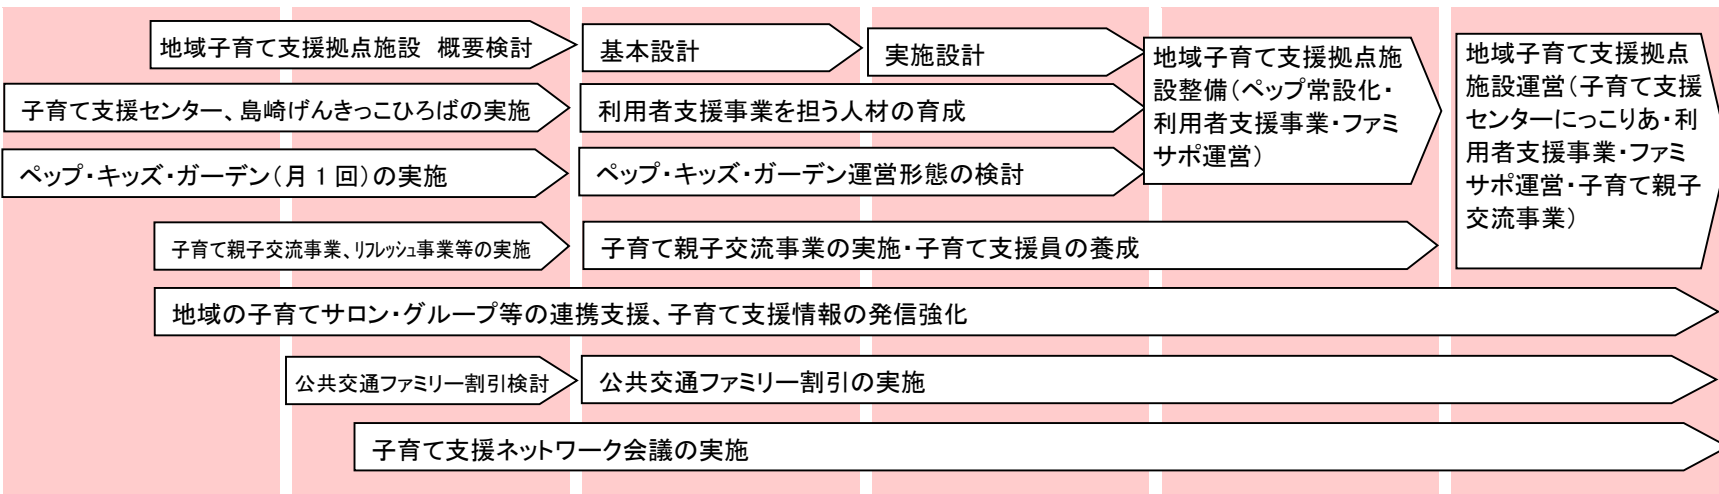 地域子育て支援拠点施設　概要検討
基本設計
実施設計
地域子育て支援拠点施
設整備(ペップ常設化・
利用者支援事業・ファミ
サポ運営)
地域子育て支援拠点
施設運営(子育て支援
センターにっこりあ・利
用者支援事業・ファミ
サポ運営・子育て親子
交流事業)
子育て支援センター、島崎げんきっこひろばの実施
利用者支援事業を担う人材の育成
ペップ・キッズ・ガーデン(月１回)の実施
ペップ・キッズ・ガーデン運営形態の検討
子育て親子交流事業、リフレッシュ事業等の実施
子育て親子交流事業の実施・子育て支援員の養成
地域の子育てサロン・グループ等の連携支援、子育て支援情報の発信強化
公共交通ファミリー割引検討
公共交通ファミリー割引の実施
子育て支援ネットワーク会議の実施